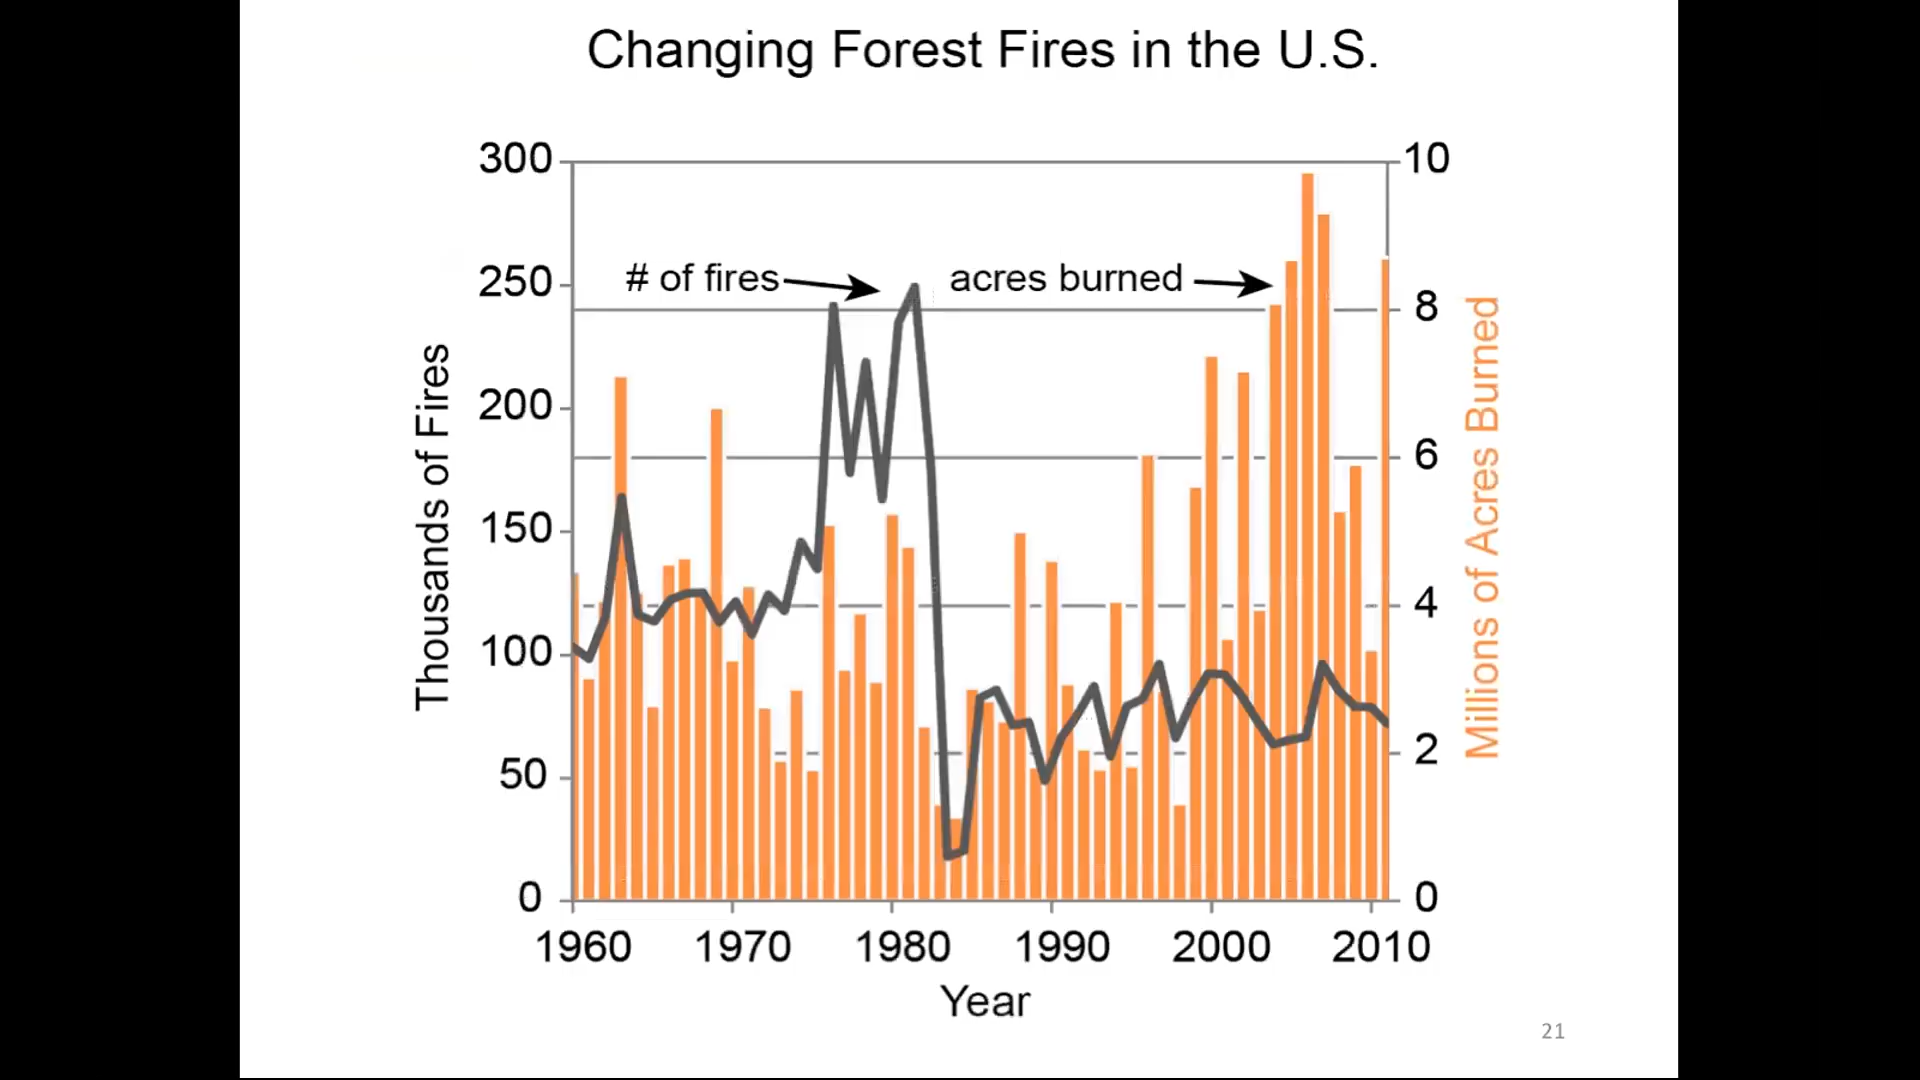 Changing Forest Fires in the U.S.
300
250
200
150
100
50
0
Thousands of Fires
# of fires
acres burned
10
8
6
4
2
0
Millions of Acres Burned
1960 1970 1980 1990 2000 2010
Year
21